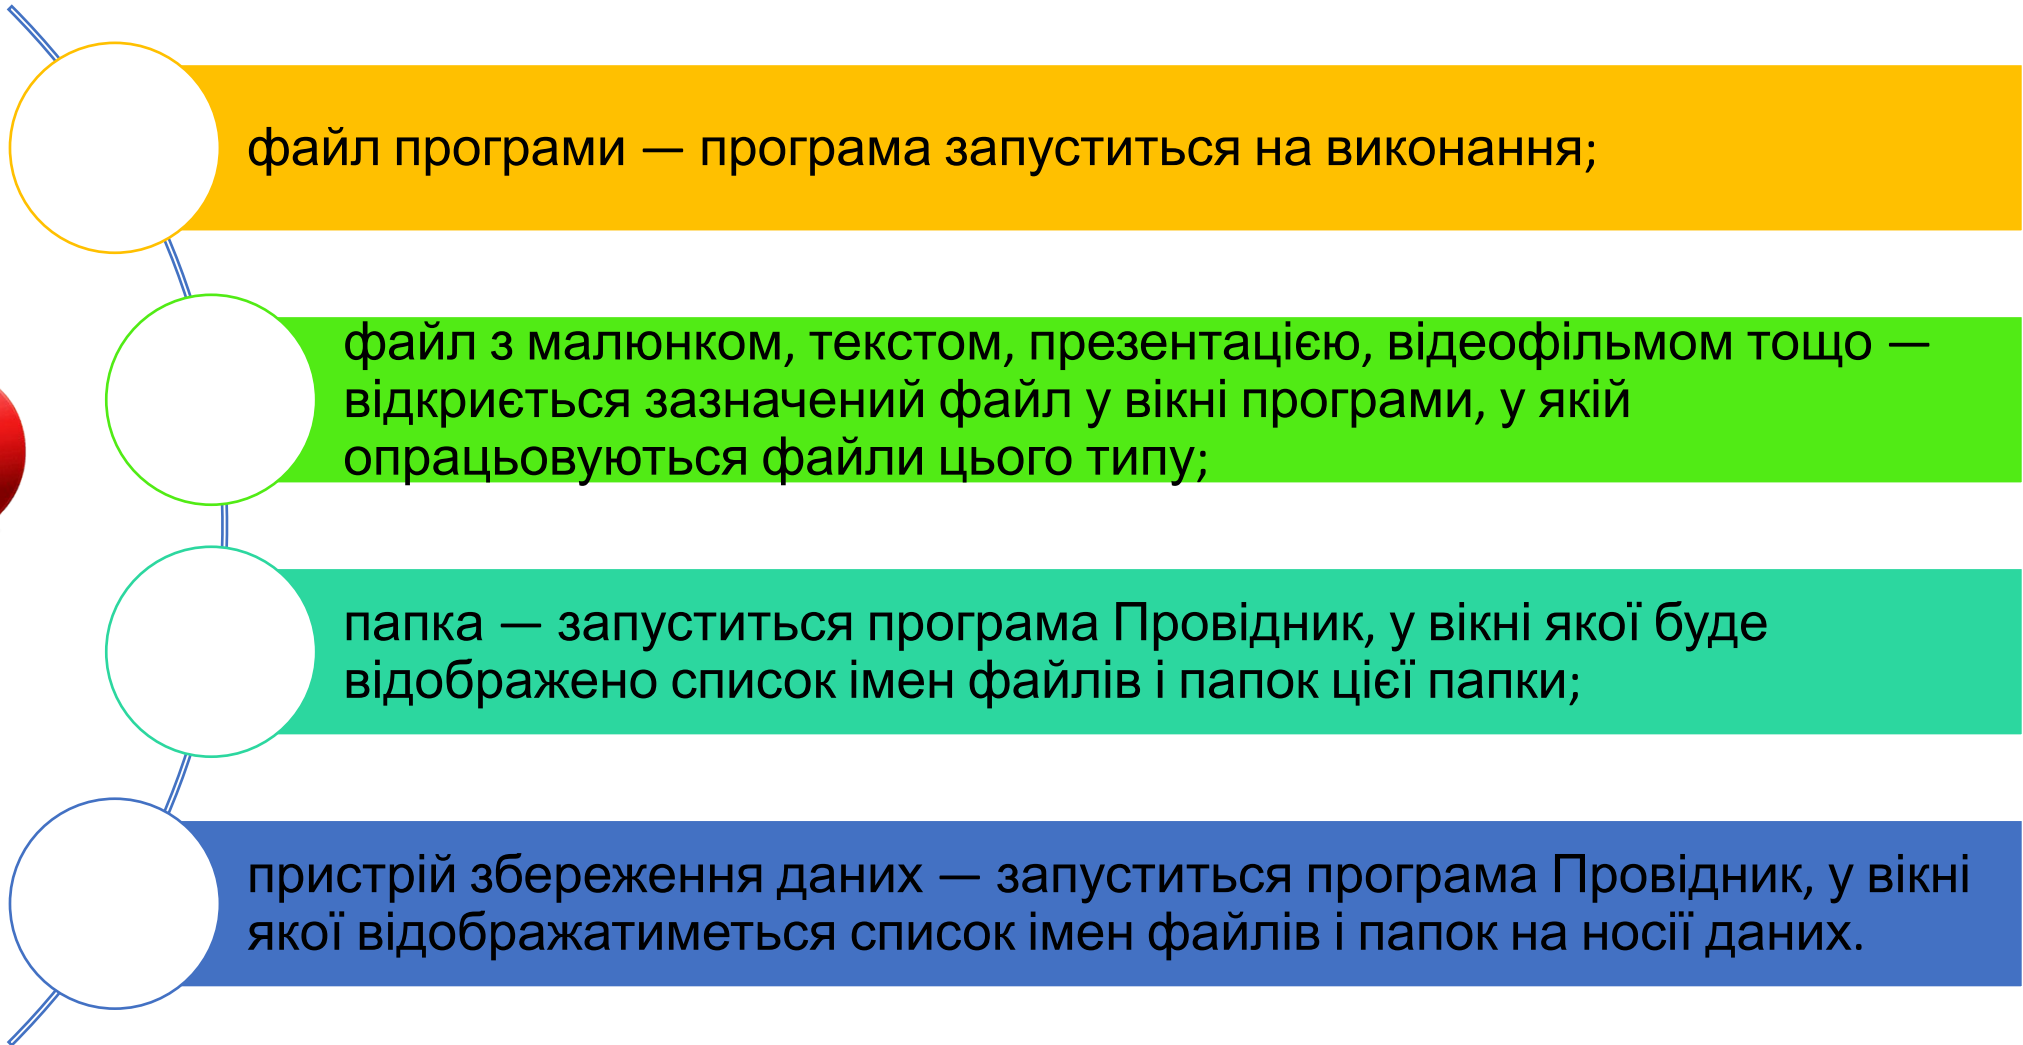 файл програми — програма запуститься на виконання;
файл з малюнком, текстом, презентацією, відеофільмом тощо —
відкриється зазначений файл у вікні програми, у якій
опрацьовуються файли цього типу;
папка — запуститься програма Провідник, у вікні якої буде
відображено список імен файлів і папок цієї папки;
пристрій збереження даних — запуститься програма Провідник, у вікні
якої відображатиметься список імен файлів і папок на носії даних.